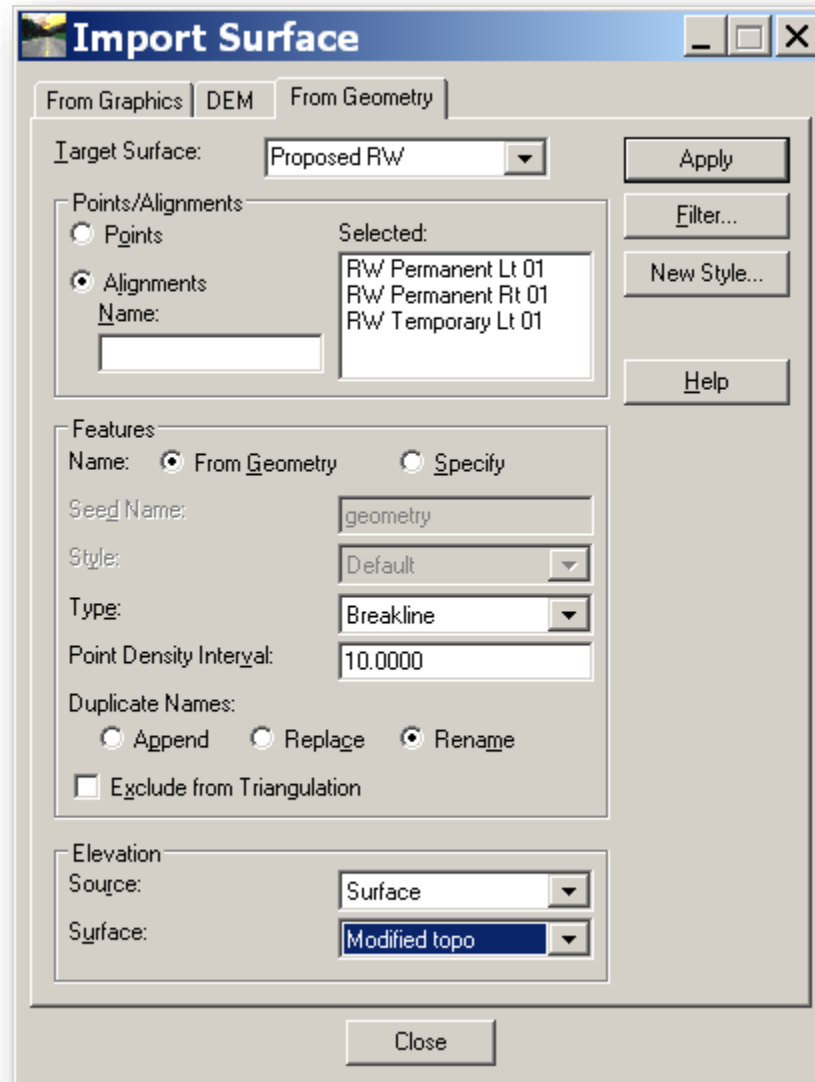 Import Surface
From Graphics DEM From Geometry
Target Surface: Proposed RW
Apply
Points/Alignments
Filter...
Points Selected:
New Style...
Alignments
Name:
RW Permanent Lt 01
RW Permanent Rt 01
RW Temporary Lt 01
Help
Features
Name: From Geometry Specify
Seed Name: geometry
Style: Default
Type: Breakline
Point Density Interval: 10.0000
Duplicate Names:
Append Replace Rename
Exclude from Triangulation
Elevation
Source: Surface
Surface: Modified topo
Close